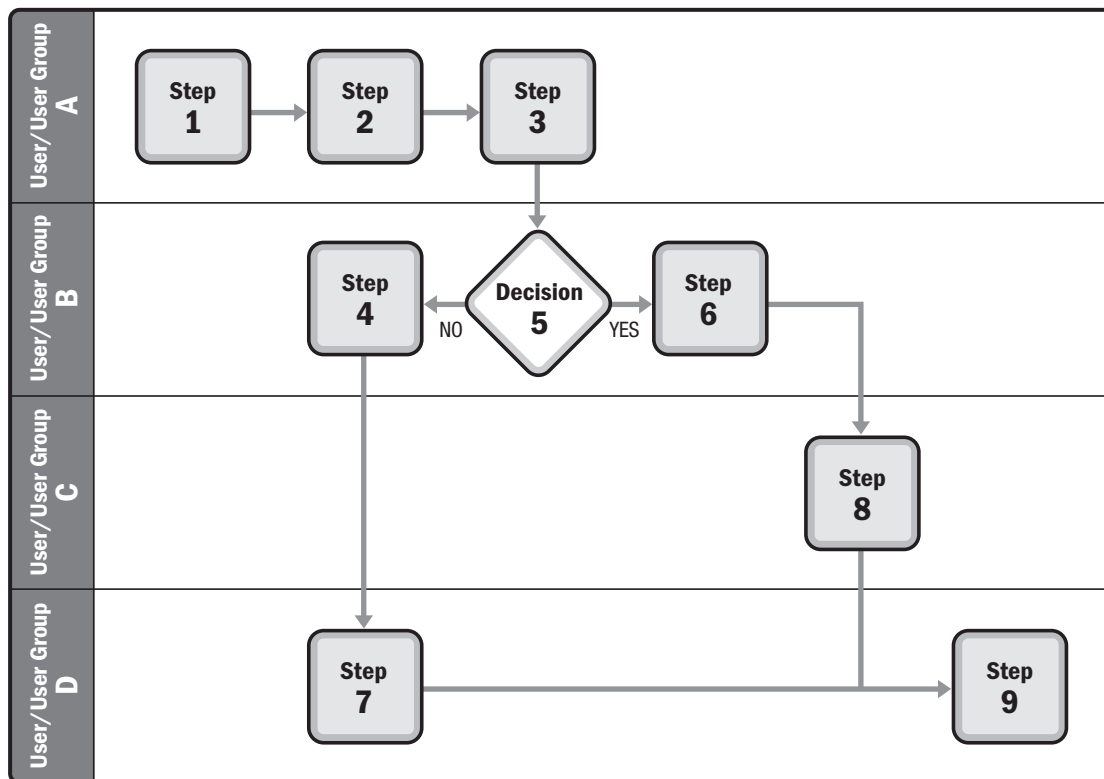 User/User Group
A
Step
1
Step
2
Step
3
User/User Group
B
Step
4
NO
Decision
5
YES
Step
6
User/User Group
C
Step
8
User/User Group
D
Step
7
Step
9